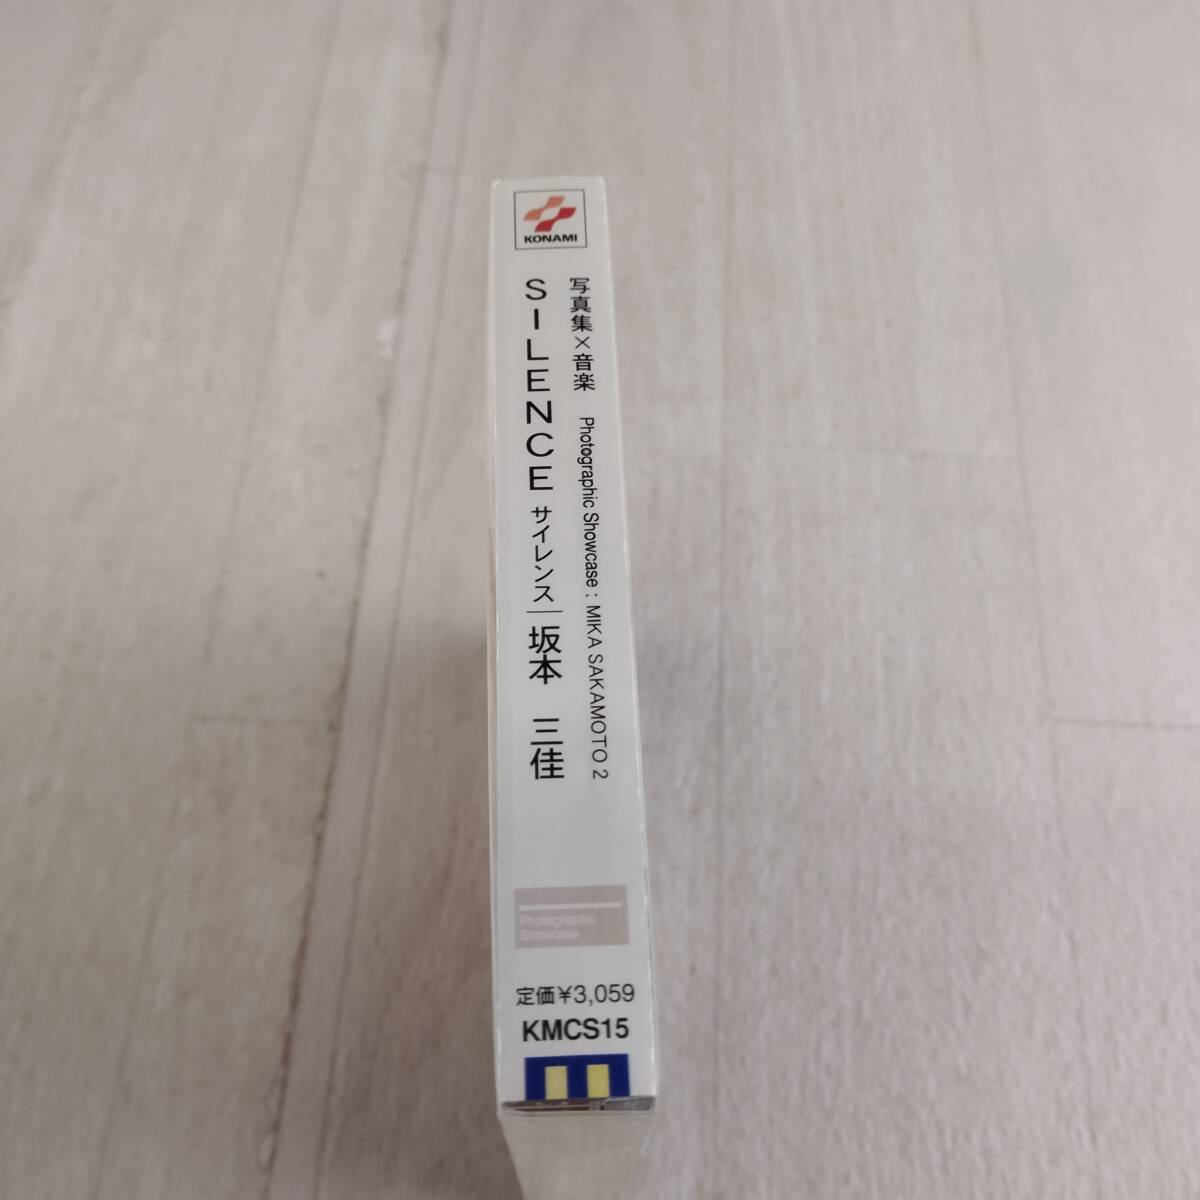 KONAMI
写真集×音楽 Photographic Showcase : MIKA SAKAMOTO 2
SILENCE サイレンス 坂本 三佳
Photographic
Showcase
定価¥3,059
KMCS15